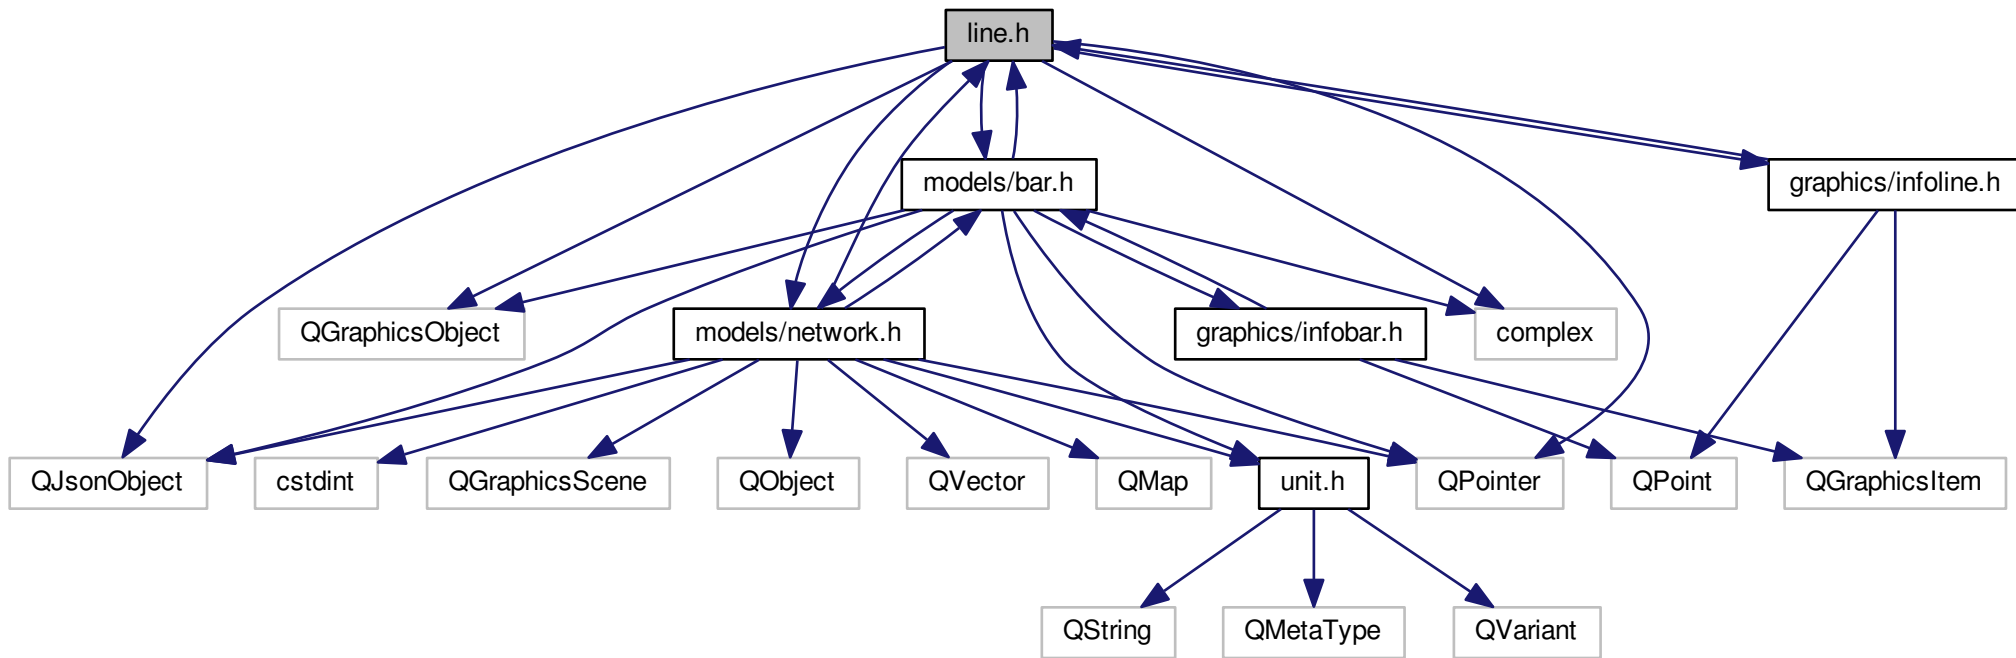 line.h
models/bar.h
graphics/infoline.h
QGraphicsObject
models/network.h
graphics/infobar.h
complex
QJsonObject
cstdint
QGraphicsScene
QObject
QVector
QMap
unit.h
QPointer
QPoint
QGraphicsItem
QString
QMetaType
QVariant